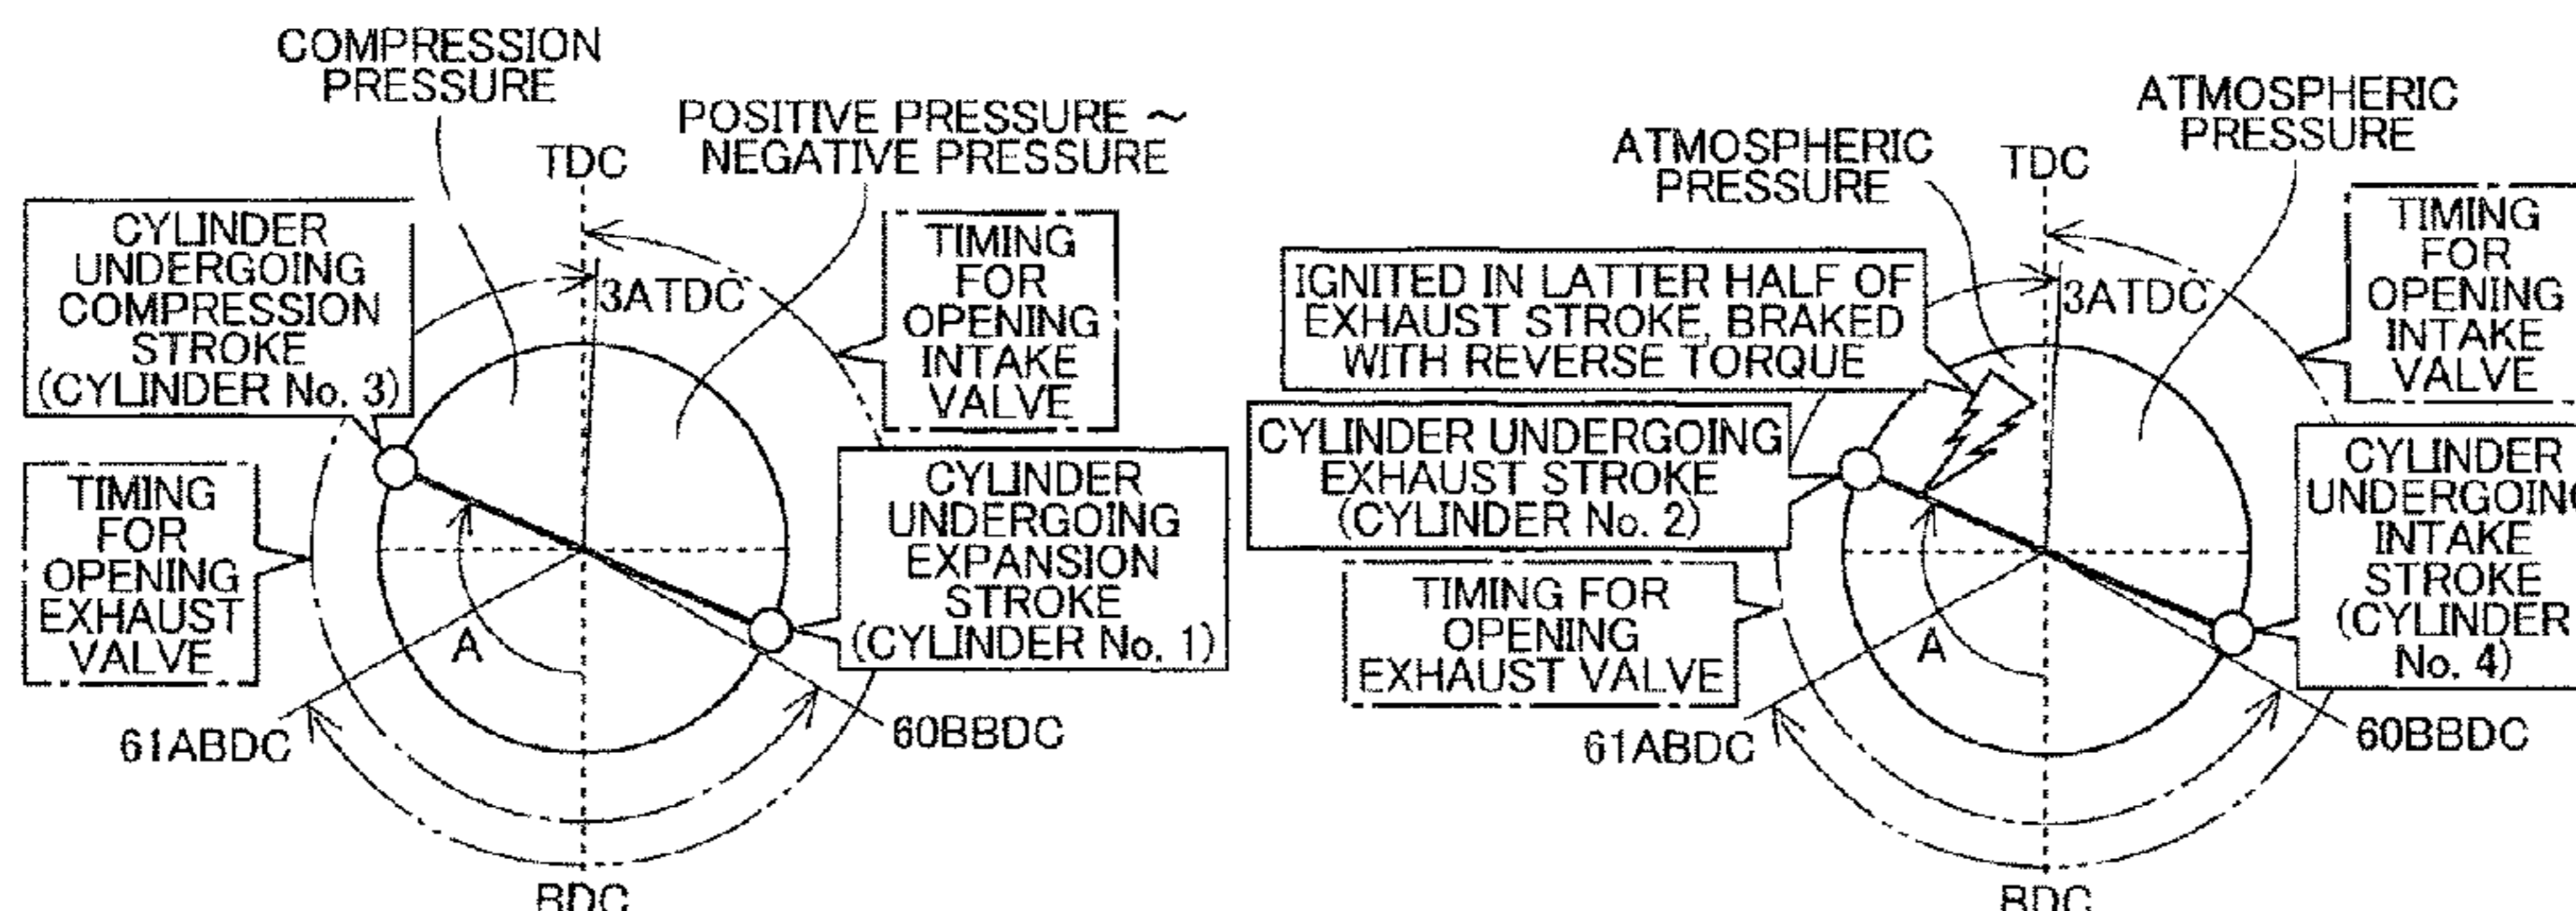 COMPRESSION
PRESSURE
POSITIVE PRESSURE ~
NEGATIVE PRESSURE
TDC
CYLINDER
UNDERGOING
COMPRESSION
STROKE
(CYLINDER No. 3)
3ATDC
TIMING
FOR
OPENING
INTAKE
VALVE
TIMING
FOR
OPENING
EXHAUST
VALVE
CYLINDER
UNDERGOING
EXPANSION
STROKE
(CYLINDER No. 1)
A
61ABDC
60BBDC
BDC
ATMOSPHERIC
PRESSURE
ATMOSPHERIC
PRESSURE
TDC
IGNITED IN LATTER HALF OF
EXHAUST STROKE, BRAKED
WITH REVERSE TORQUE
3ATDC
TIMING
FOR
OPENING
INTAKE
VALVE
CYLINDER UNDERGOING
EXHAUST STROKE
(CYLINDER No. 2)
TIMING FOR
OPENING
EXHAUST VALVE
CYLINDER
UNDERGOING
INTAKE
STROKE
(CYLINDER
No. 4)
A
61ABDC
60BBDC
BDC